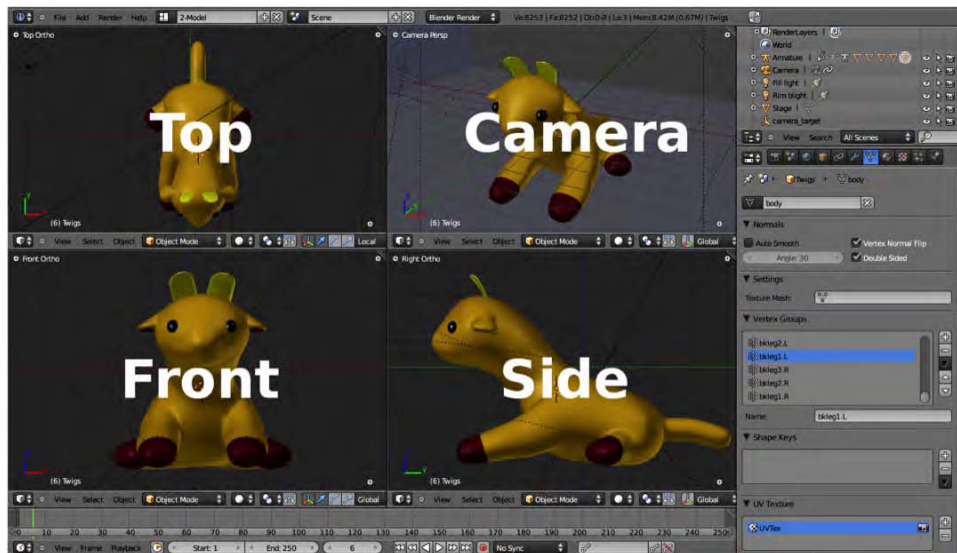 File Add Render Help 2-Model Scene Blender Render Ve:8253 | Fa:8252 | Ob:0-8 | La:3 | Mem:8.42M (0.67M) | Twigs
Top Ortho
Camera Persp
Top
Camera
(6) Twigs
(6) Twigs
View Select Object Object Mode Local
View Select Object Object Mode Global
Front Ortho
Right Ortho
Front
Side
(6) Twigs
(6) Twigs
View Select Object Object Mode Global
View Select Object Object Mode Global
0 10 20 30 40 50 60 70 80 90 100 110 120 130 140 150 160 170 180 190 200 210 220 230 240 250
View Frame Playback Start: 1 End: 250 6 No Sync
RenderLayers
World
Armature
Camera
Fill light
Rim blight
Stage
camera_target
View Search All Scenes
Twigs body
body
Normals
Auto Smooth Vertex Normal Flip
Angle: 30 Double Sided
Settings
Texture Mesh:
Vertex Groups
bkleg2.L
bkleg1.L
bkleg3.R
bkleg2.R
bkleg1.R
Name: bkleg1.L
Shape Keys
UV Texture
UVTex